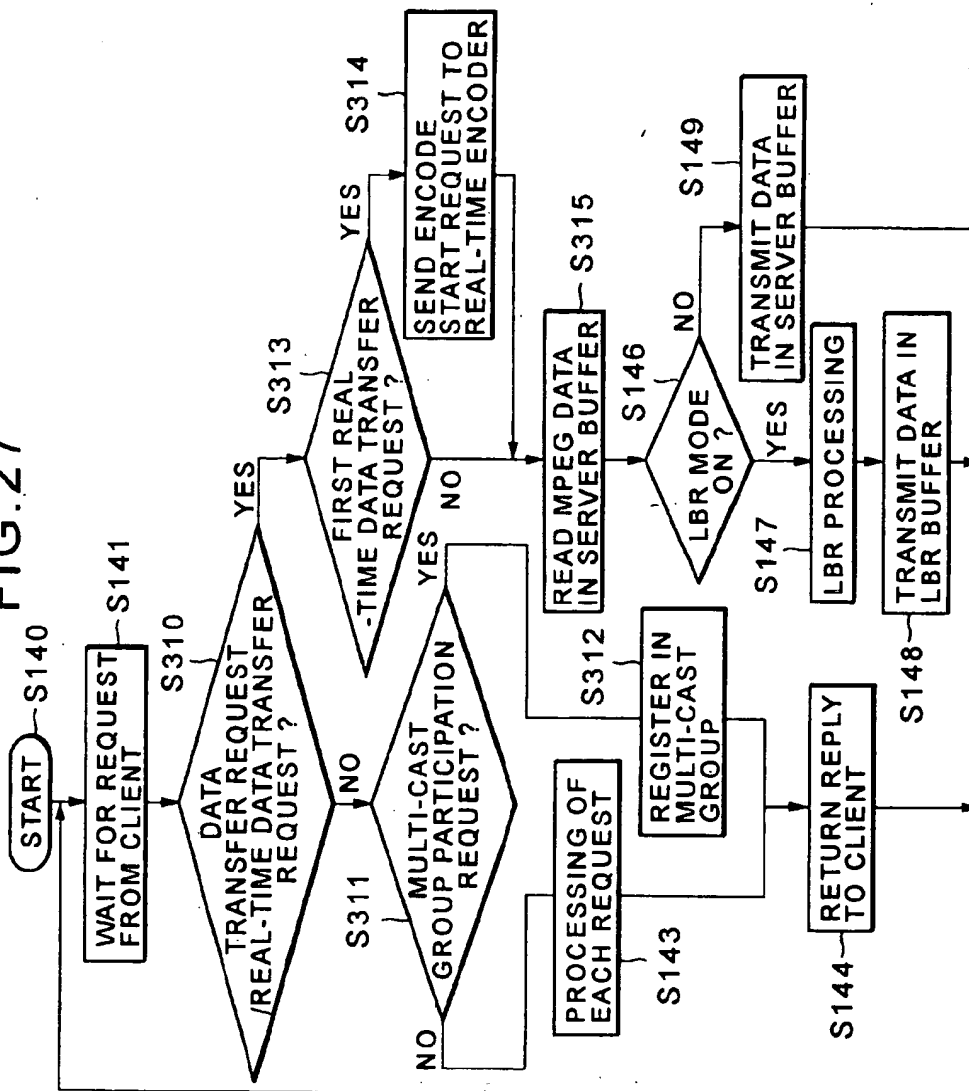 FIG.27
START
S140
WAIT FOR REQUEST
FROM CLIENT
S141
DATA
TRANSFER REQUEST
/REAL-TIME DATA TRANSFER
REQUEST ?
S310
YES
NO
MULTI-CAST
GROUP PARTICIPATION
REQUEST ?
S311
YES
NO
FIRST REAL
-TIME DATA TRANSFER
REQUEST ?
S313
YES
NO
SEND ENCODE
START REQUEST TO
REAL-TIME ENCODER
S314
READ MPEG DATA
IN SERVER BUFFER
S315
PROCESSING OF
EACH REQUEST
S143
REGISTER IN
MULTI-CAST
GROUP
S312
LBR MODE
ON ?
S146
NO
YES
LBR PROCESSING
S147
TRANSMIT DATA
IN SERVER BUFFER
S149
RETURN REPLY
TO CLIENT
S144
TRANSMIT DATA IN
LBR BUFFER
S148